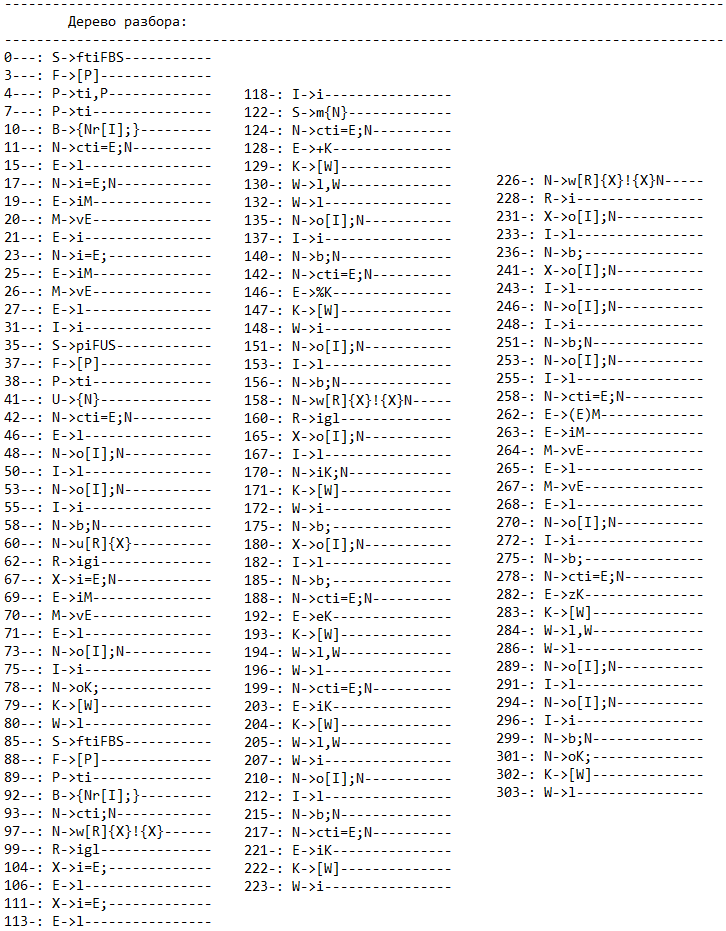 ------------------------------------------------------------------------------------------
Дерево разбора:
------------------------------------------------------------------------------------------
0---: S->ftiFBS-----------
3---: F->[P]--------------
4---: P->ti,P-------------
7---: P->ti---------------
10--: B->{Nr[I];}---------
11--: N->cti=E;N----------
15--: E->l----------------
17--: N->i=E;N------------
19--: E->iM---------------
20--: M->vE---------------
21--: E->i----------------
23--: N->i=E;-------------
25--: E->iM---------------
26--: M->vE---------------
27--: E->l----------------
31--: I->i----------------
35--: S->piFUS------------
37--: F->[P]--------------
38--: P->ti---------------
41--: U->{N}--------------
42--: N->cti=E;N----------
46--: E->l----------------
48--: N->o[I];N-----------
50--: I->l----------------
53--: N->o[I];N-----------
55--: I->i----------------
58--: N->b;N--------------
60--: N->u[R]{X}----------
62--: R->igi--------------
67--: X->i=E;N------------
69--: E->iM---------------
70--: M->vE---------------
71--: E->l----------------
73--: N->o[I];N-----------
75--: I->i----------------
78--: N->oK;--------------
79--: K->[W]--------------
80--: W->l----------------
85--: S->ftiFBS-----------
88--: F->[P]--------------
89--: P->ti---------------
92--: B->{Nr[I];}---------
93--: N->cti;N------------
97--: N->w[R]{X}!{X}------
99--: R->igl--------------
104-: X->i=E;-------------
106-: E->l----------------
111-: X->i=E;-------------
113-: E->l----------------
118-: I->i----------------
122-: S->m{N}-------------
124-: N->cti=E;N----------
128-: E->+K---------------
129-: K->[W]--------------
130-: W->l,W--------------
132-: W->l----------------
135-: N->o[I];N-----------
137-: I->i----------------
140-: N->b;N--------------
142-: N->cti=E;N----------
146-: E->%K---------------
147-: K->[W]--------------
148-: W->i----------------
151-: N->o[I];N-----------
153-: I->l----------------
156-: N->b;N--------------
158-: N->w[R]{X}!{X}N-----
160-: R->igl--------------
165-: X->o[I];N-----------
167-: I->l----------------
170-: N->iK;N-------------
171-: K->[W]--------------
172-: W->i----------------
175-: N->b;---------------
180-: X->o[I];N-----------
182-: I->l----------------
185-: N->b;---------------
188-: N->cti=E;N----------
192-: E->eK---------------
193-: K->[W]--------------
194-: W->l,W--------------
196-: W->l----------------
199-: N->cti=E;N----------
203-: E->iK---------------
204-: K->[W]--------------
205-: W->l,W--------------
207-: W->i----------------
210-: N->o[I];N-----------
212-: I->l----------------
215-: N->b;N--------------
217-: N->cti=E;N----------
221-: E->iK---------------
222-: K->[W]--------------
223-: W->i----------------
226-: N->w[R]{X}!{X}N-----
228-: R->i----------------
231-: X->o[I];N-----------
233-: I->l----------------
236-: N->b;---------------
241-: X->o[I];N-----------
243-: I->l----------------
246-: N->o[I];N-----------
248-: I->i----------------
251-: N->b;N--------------
253-: N->o[I];N-----------
255-: I->l----------------
258-: N->cti=E;N----------
262-: E->(E)M-------------
263-: E->iM---------------
264-: M->vE---------------
265-: E->l----------------
267-: M->vE---------------
268-: E->l----------------
270-: N->o[I];N-----------
272-: I->i----------------
275-: N->b;---------------
278-: N->cti=E;N----------
282-: E->zK---------------
283-: K->[W]--------------
284-: W->l,W--------------
286-: W->l----------------
289-: N->o[I];N-----------
291-: I->l----------------
294-: N->o[I];N-----------
296-: I->i----------------
299-: N->b;N--------------
301-: N->oK;--------------
302-: K->[W]--------------
303-: W->l----------------